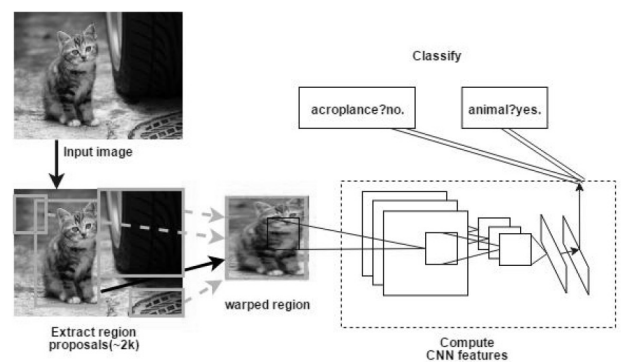 Classify
acroplance?no.
animal?yes.
Input image
warped region
Extract region
proposals(~2k)
Compute
CNN features